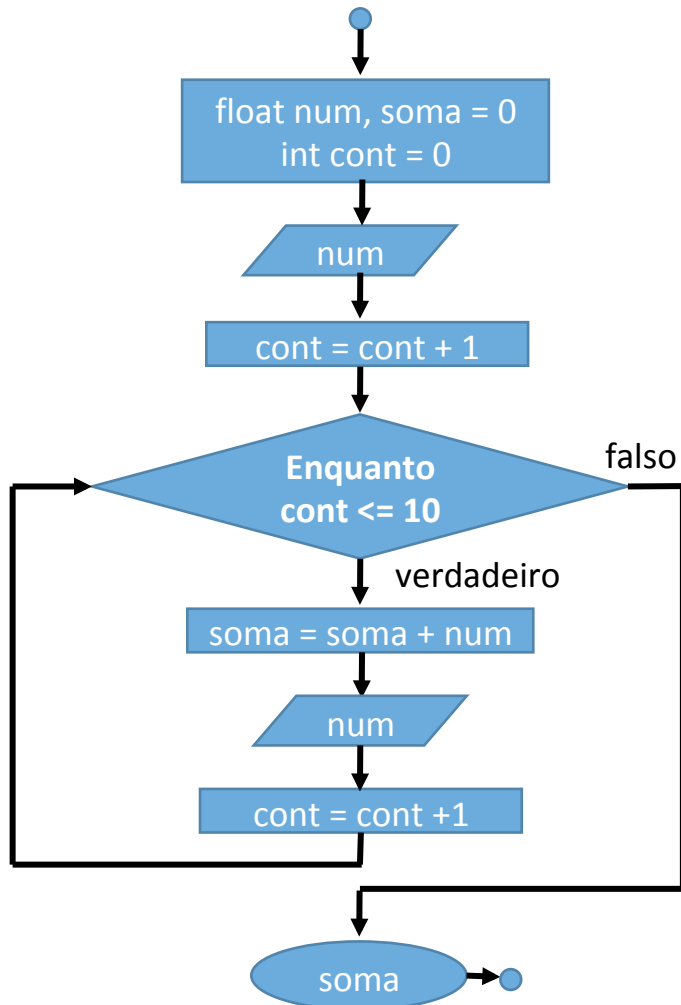 float num, soma = 0
int cont = 0
num
cont = cont + 1
Enquanto
cont <= 10
falso
verdadeiro
soma = soma + num
num
cont = cont +1
soma